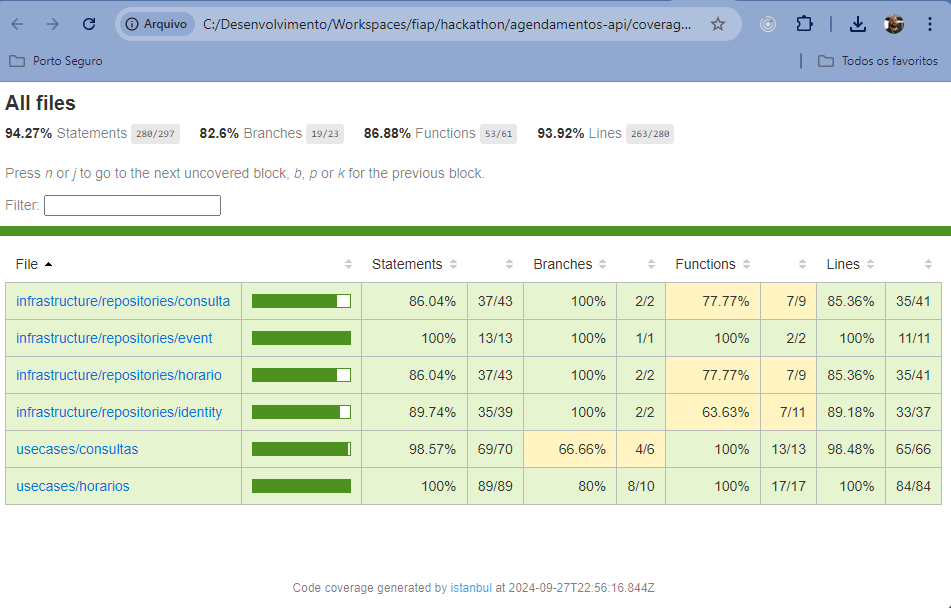 Arquivo C:/Desenvolvimento/Workspaces/fiap/hackathon/agendamentos-api/coverag...
Porto Seguro Todos os favoritos
All files
94.27% Statements 280/297 82.6% Branches 19/23 86.88% Functions 53/61 93.92% Lines 263/280
Press n or j to go to the next uncovered block, b, p or k for the previous block.
Filter:
File Statements Branches Functions Lines
infrastructure/repositories/consulta 86.04% 37/43 100% 2/2 77.77% 7/9 85.36% 35/41
infrastructure/repositories/event 100% 13/13 100% 1/1 100% 2/2 100% 11/11
infrastructure/repositories/horario 86.04% 37/43 100% 2/2 77.77% 7/9 85.36% 35/41
infrastructure/repositories/identity 89.74% 35/39 100% 2/2 63.63% 7/11 89.18% 33/37
usecases/consultas 98.57% 69/70 66.66% 4/6 100% 13/13 98.48% 65/66
usecases/horarios 100% 89/89 80% 8/10 100% 17/17 100% 84/84
Code coverage generated by istanbul at 2024-09-27T22:56:16.844Z